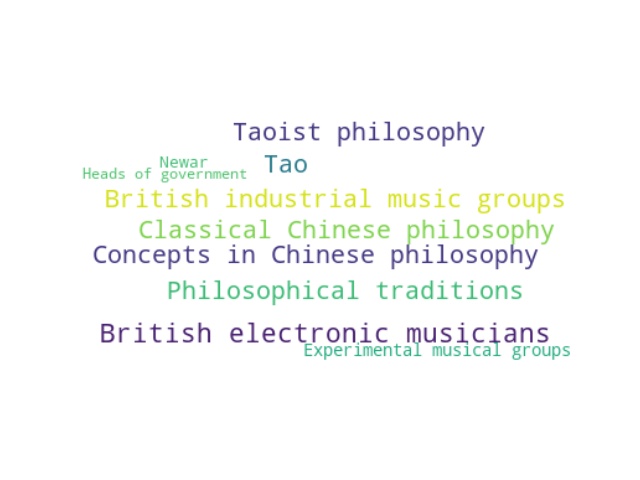 Taoist philosophy
Newar
Tao
Heads of government
British industrial music groups
Classical Chinese philosophy
Concepts in Chinese philosophy
Philosophical traditions
British electronic musicians
Experimental musical groups